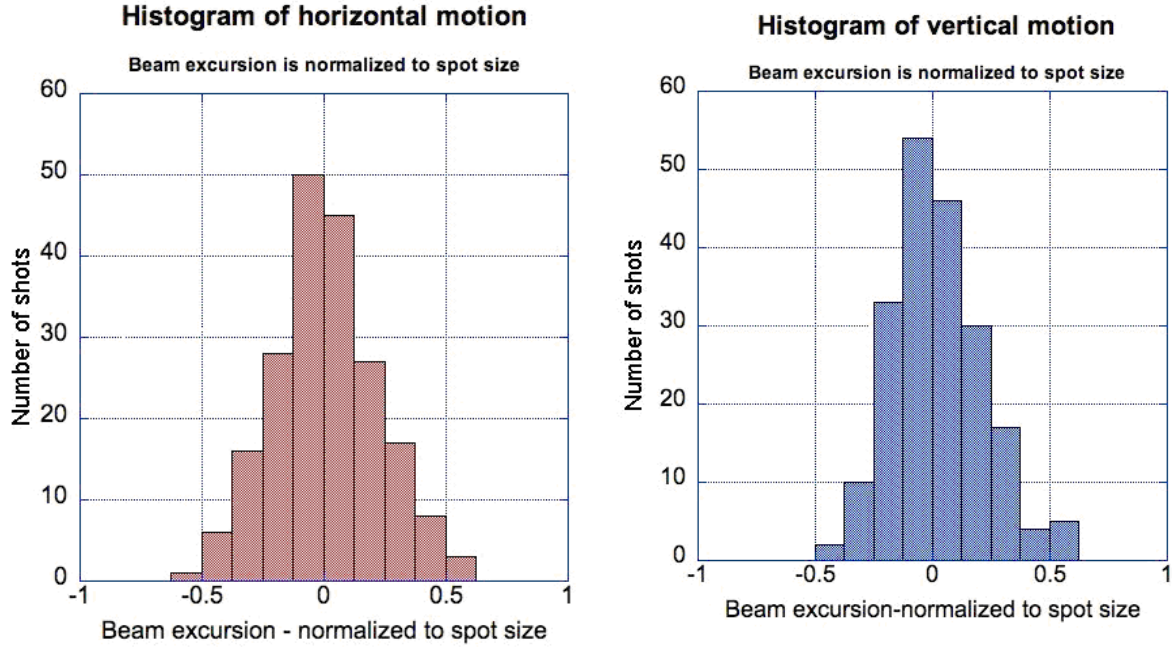 Histogram of horizontal motion
Beam excursion is normalized to spot size
60
50
40
30
20
10
0
Number of shots
-1 -0.5 0 0.5 1
Beam excursion - normalized to spot size
Histogram of vertical motion
Beam excursion is normalized to spot size
60
50
40
30
20
10
0
Number of shots
-1 -0.5 0 0.5 1
Beam excursion-normalized to spot size